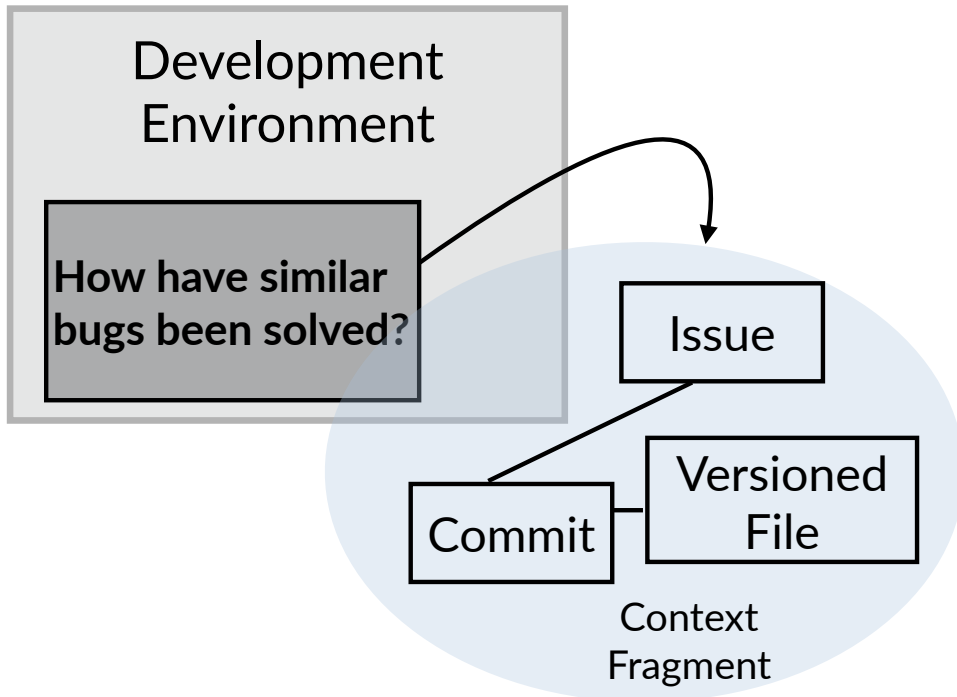 Development
Environment
How have similar
bugs been solved?
Issue
Commit
Versioned
File
Context
Fragment